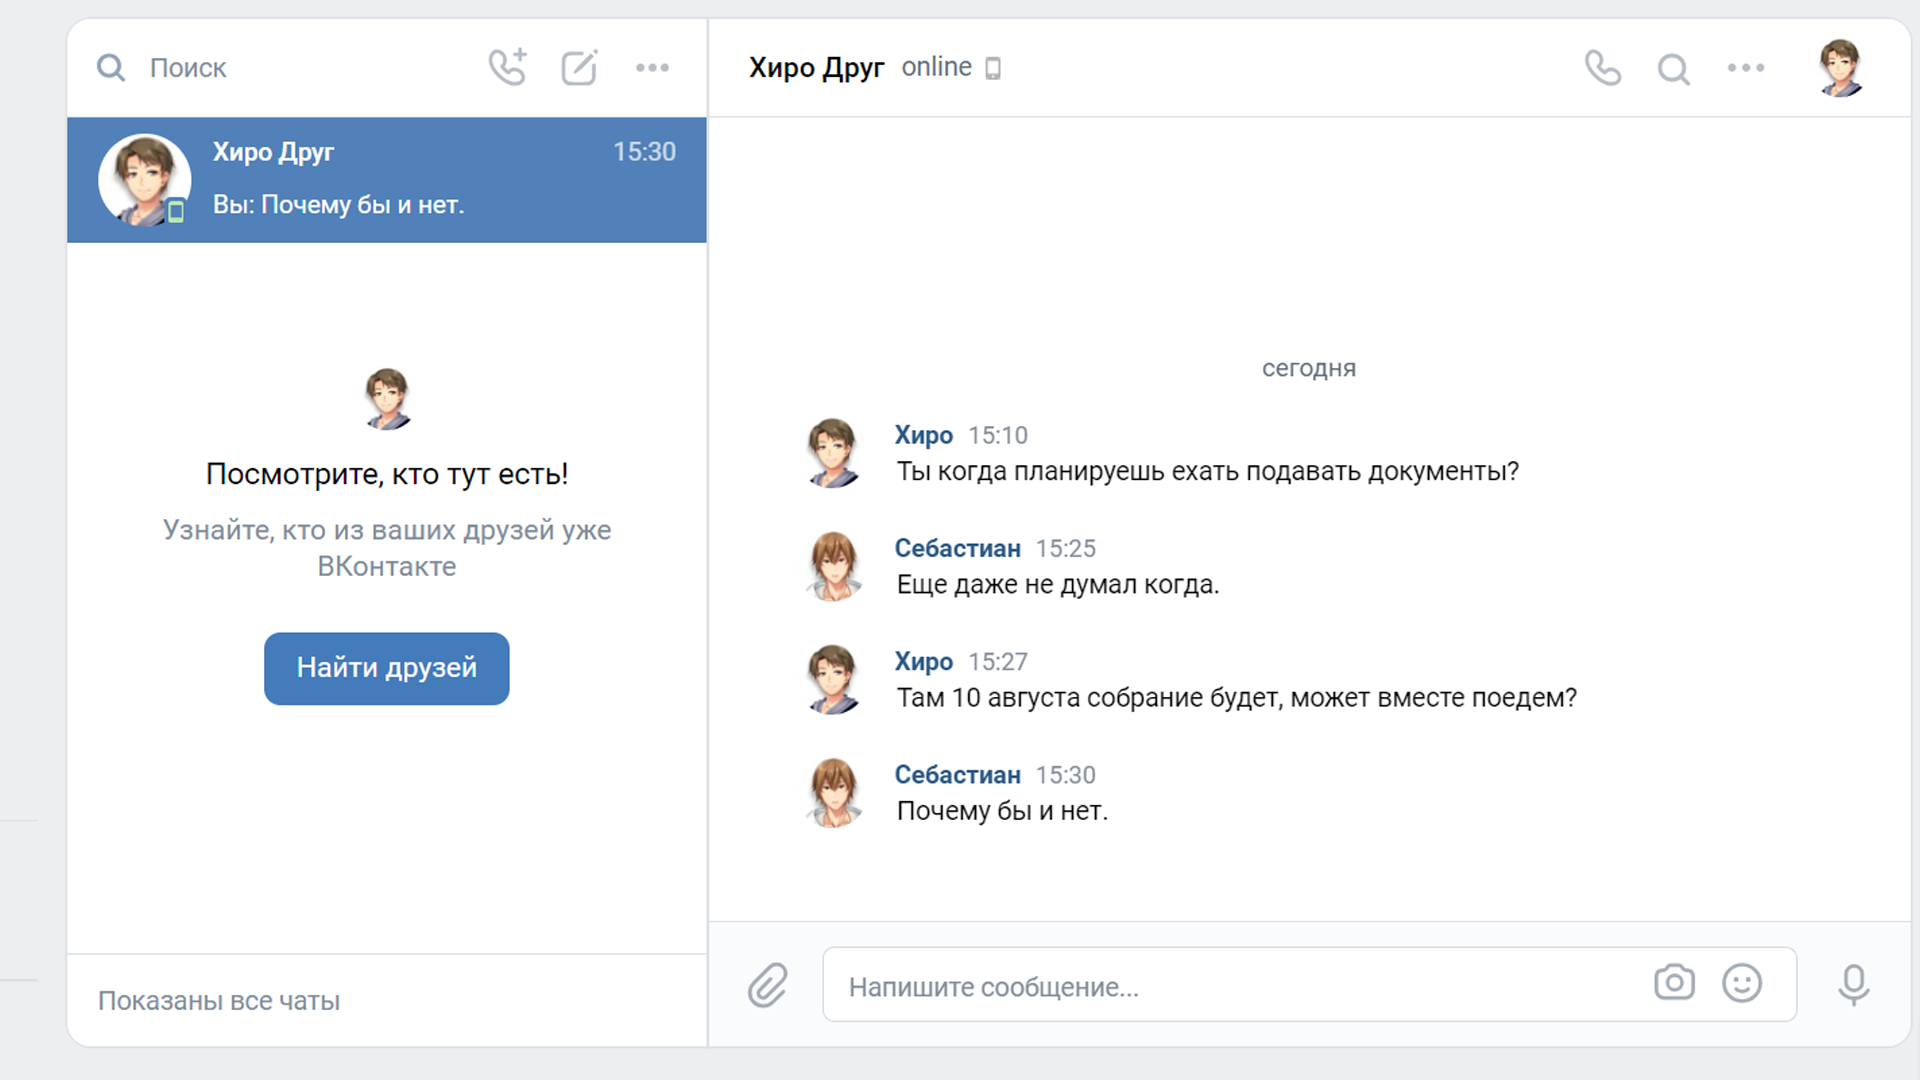 Поиск
Хиро Друг 15:30
Вы: Почему бы и нет.
Посмотрите, кто тут есть!
Узнайте, кто из ваших друзей уже
ВКонтакте
Найти друзей
Показаны все чаты
Хиро Друг online
сегодня
Хиро 15:10
Ты когда планируешь ехать подавать документы?
Себастиан 15:25
Еще даже не думал когда.
Хиро 15:27
Там 10 августа собрание будет, может вместе поедем?
Себастиан 15:30
Почему бы и нет.
Напишите сообщение...